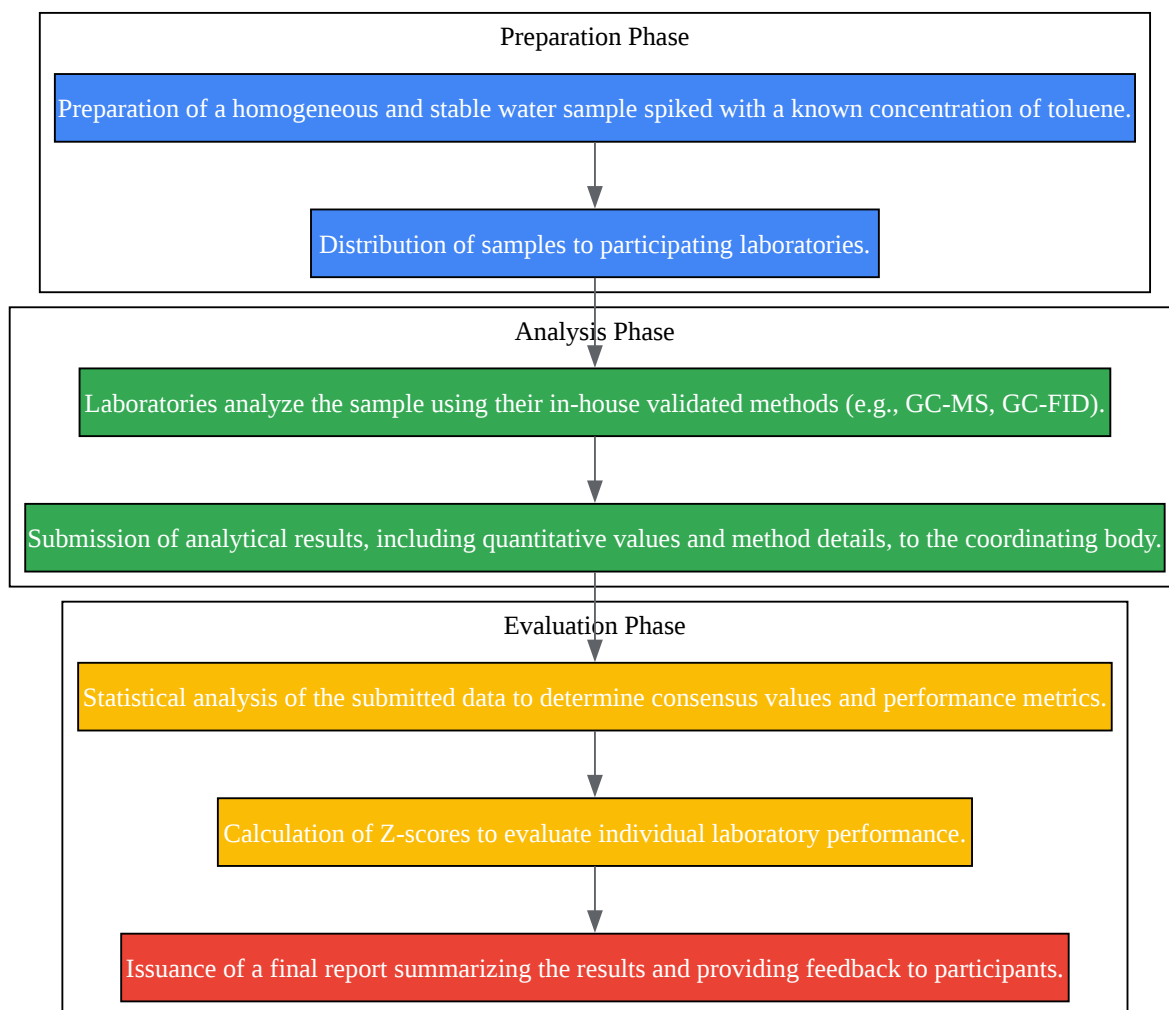 Preparation Phase
Preparation of a homogeneous and stable water sample spiked with a known concentration of toluene.
Distribution of samples to participating laboratories.
Analysis Phase
Laboratories analyze the sample using their in-house validated methods (e.g., GC-MS, GC-FID).
Submission of analytical results, including quantitative values and method details, to the coordinating body.
Evaluation Phase
Statistical analysis of the submitted data to determine consensus values and performance metrics.
Calculation of Z-scores to evaluate individual laboratory performance.
Issuance of a final report summarizing the results and providing feedback to participants.